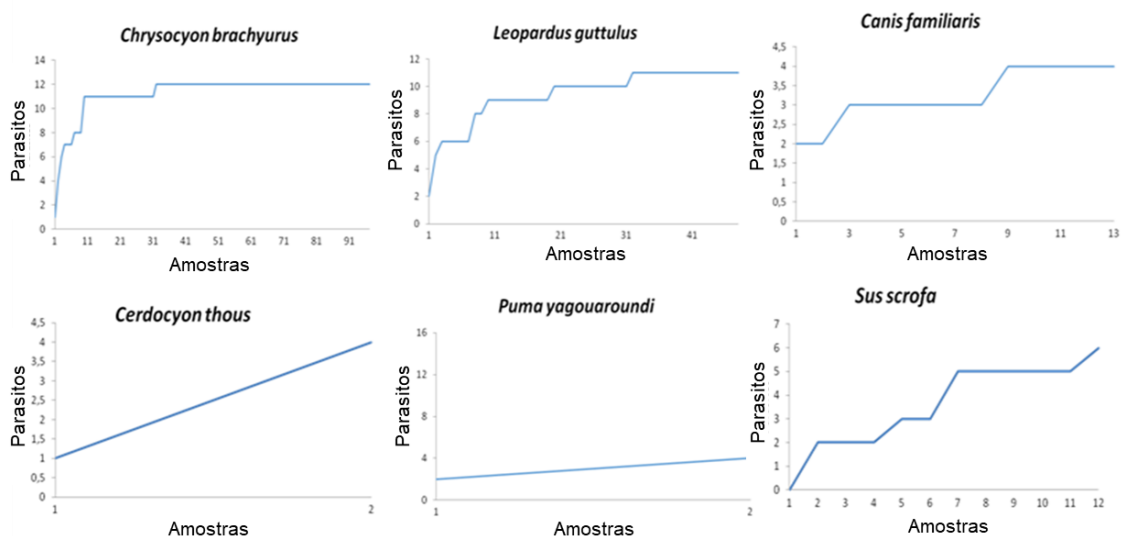 Chrysocyon brachyurus
14
12
10
8
6
4
2
0
Parasitos
1 11 21 31 41 51 61 71 81 91
Amostras
Leopardus guttulus
12
10
8
6
4
2
0
Parasitos
1 11 21 31 41
Amostras
Canis familiaris
4,5
4
3,5
3
2,5
2
1,5
1
0,5
0
Parasitos
1 3 5 7 9 11 13
Amostras
Cerdocyon thous
4,5
4
3,5
3
2,5
2
1,5
1
0,5
0
Parasitos
1 2
Amostras
Puma yagouaroundi
16
12
8
4
0
Parasitos
1 2
Amostras
Sus scrofa
7
6
5
4
3
2
1
0
Parasitos
1 2 3 4 5 6 7 8 9 10 11 12
Amostras